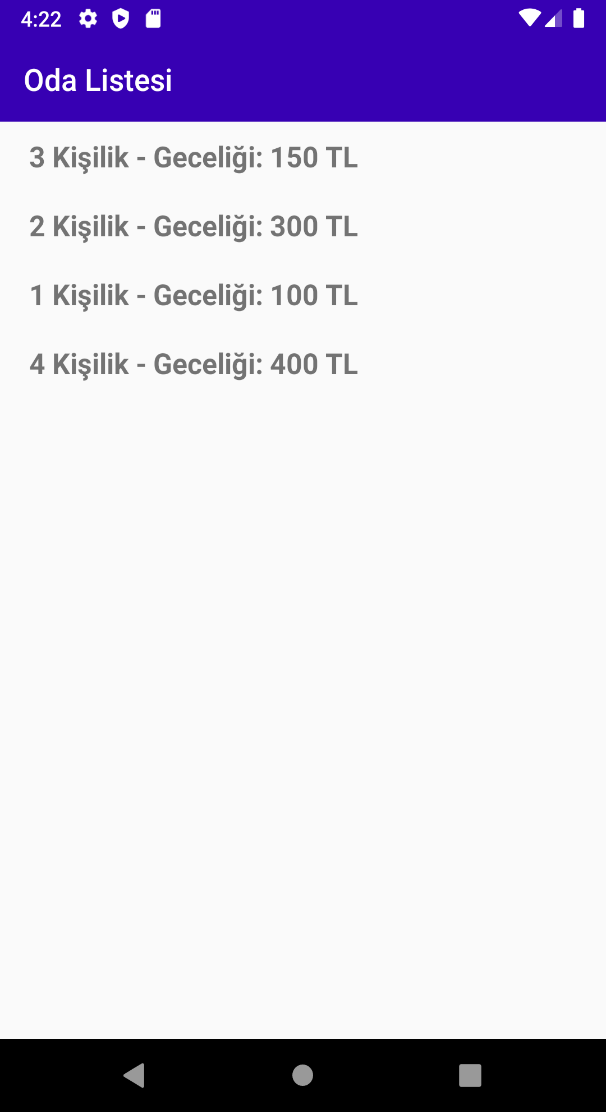 4:22
Oda Listesi
3 Kişilik - Geceliği: 150 TL
2 Kişilik - Geceliği: 300 TL
1 Kişilik - Geceliği: 100 TL
4 Kişilik - Geceliği: 400 TL